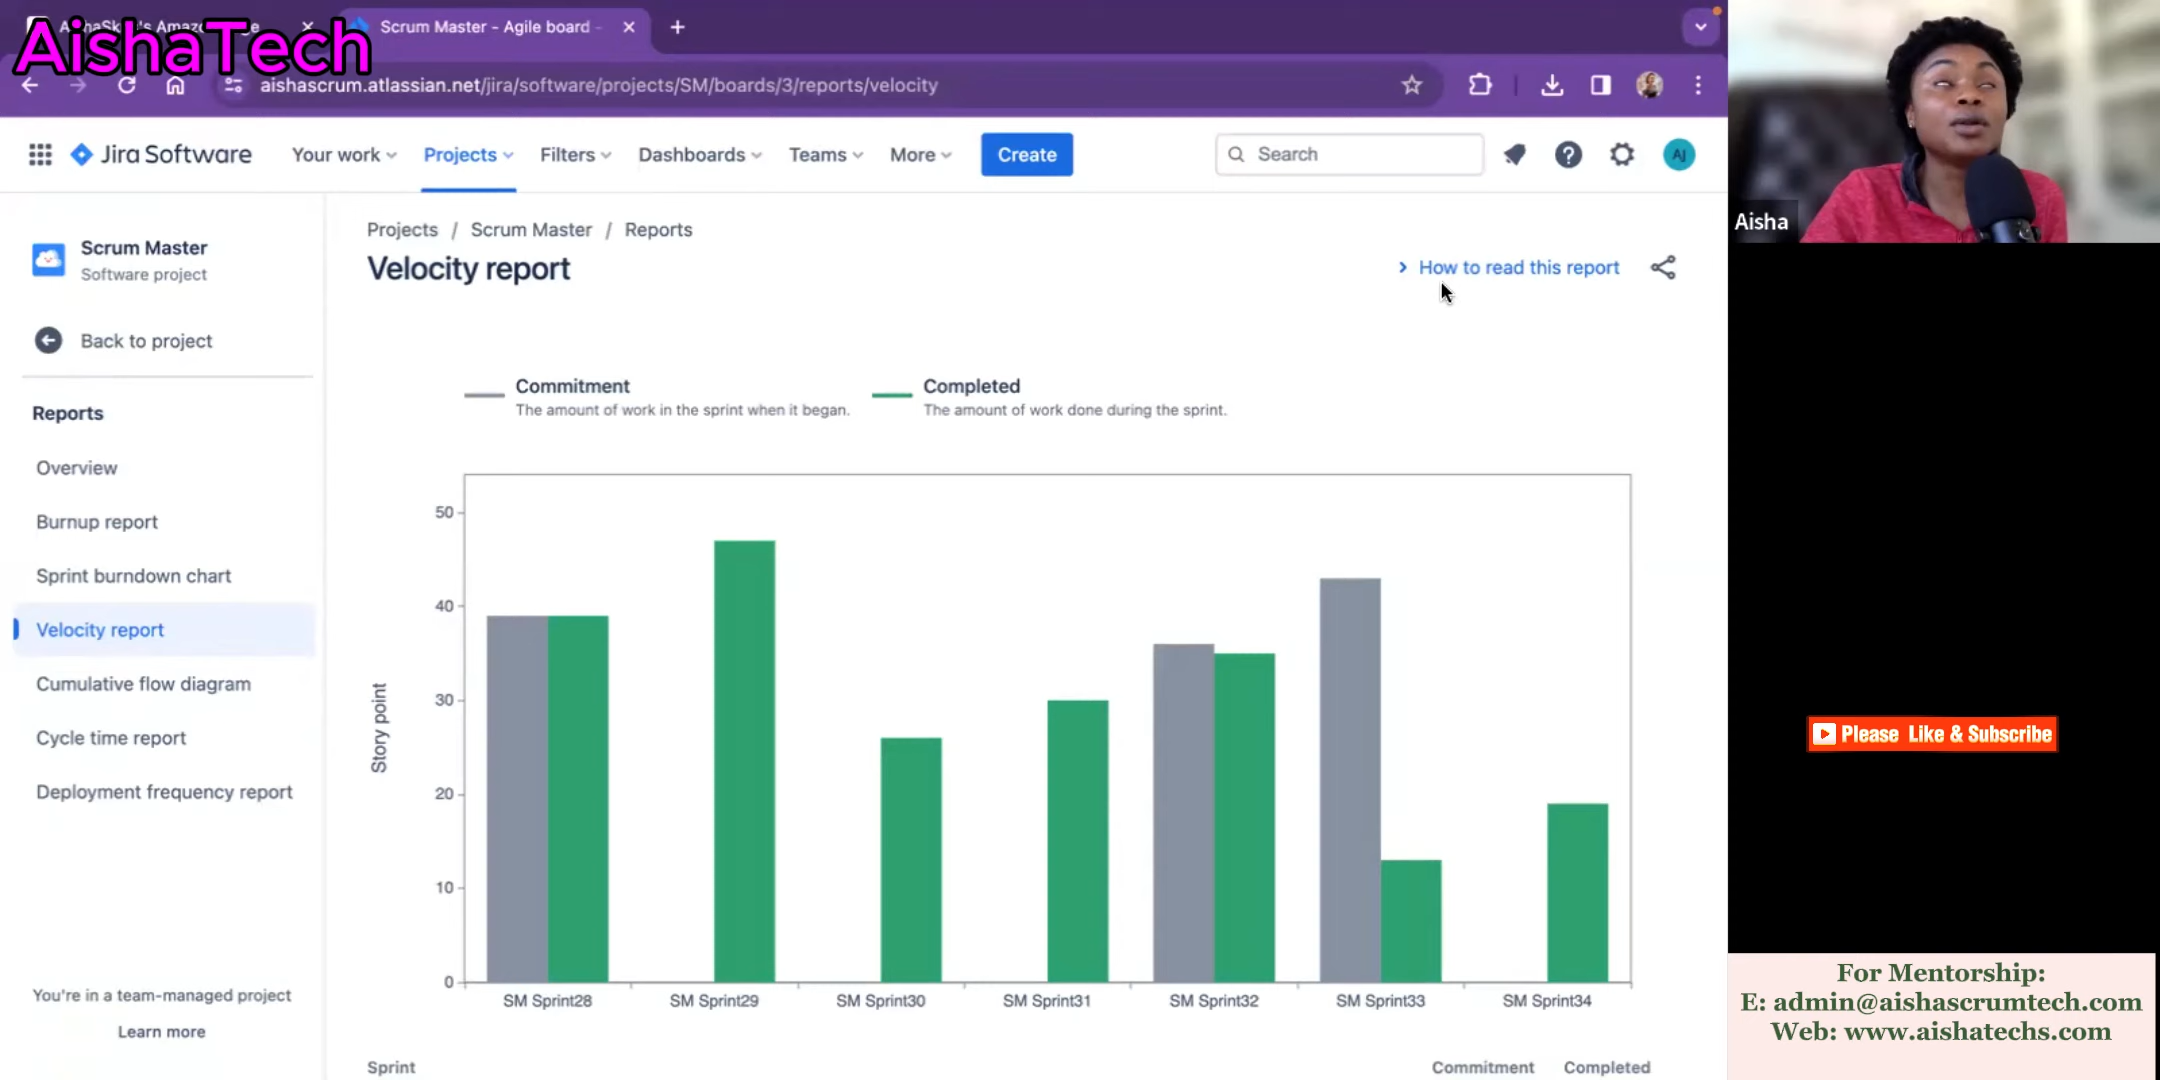 AishaTech
Scrum Master - Agile board -
aishascrum.atlassian.net/jira/software/projects/SM/boards/3/reports/velocity
Jira Software
Your work
Projects
Filters
Dashboards
Teams
More
Create
Search
AJ
Aisha
Scrum Master
Software project
Back to project
Reports
Overview
Burnup report
Sprint burndown chart
Velocity report
Cumulative flow diagram
Cycle time report
Deployment frequency report
You're in a team-managed project
Learn more
Projects / Scrum Master / Reports
Velocity report
How to read this report
Commitment
The amount of work in the sprint when it began.
Completed
The amount of work done during the sprint.
Story point
50
40
30
20
10
0
SM Sprint28
SM Sprint29
SM Sprint30
SM Sprint31
SM Sprint32
SM Sprint33
SM Sprint34
Sprint
Commitment
Completed
Please Like & Subscribe
For Mentorship:
E: admin@aishascrumtech.com
Web: www.aishatechs.com